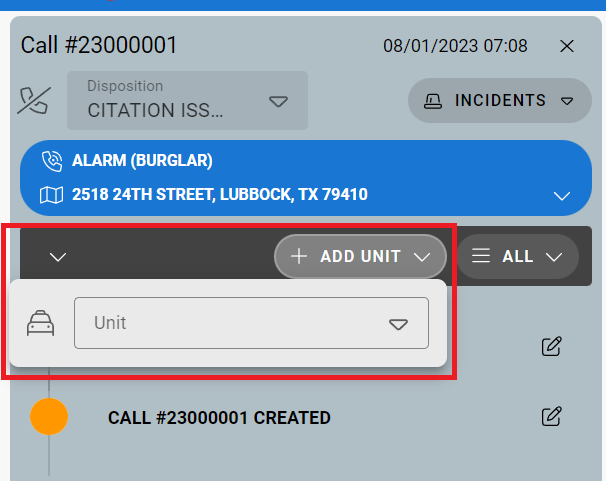 Call #23000001
08/01/2023 07:08
Disposition
CITATION ISS...
INCIDENTS
ALARM (BURGLAR)
2518 24TH STREET, LUBBOCK, TX 79410
ADD UNIT
ALL
Unit
CALL #23000001 CREATED